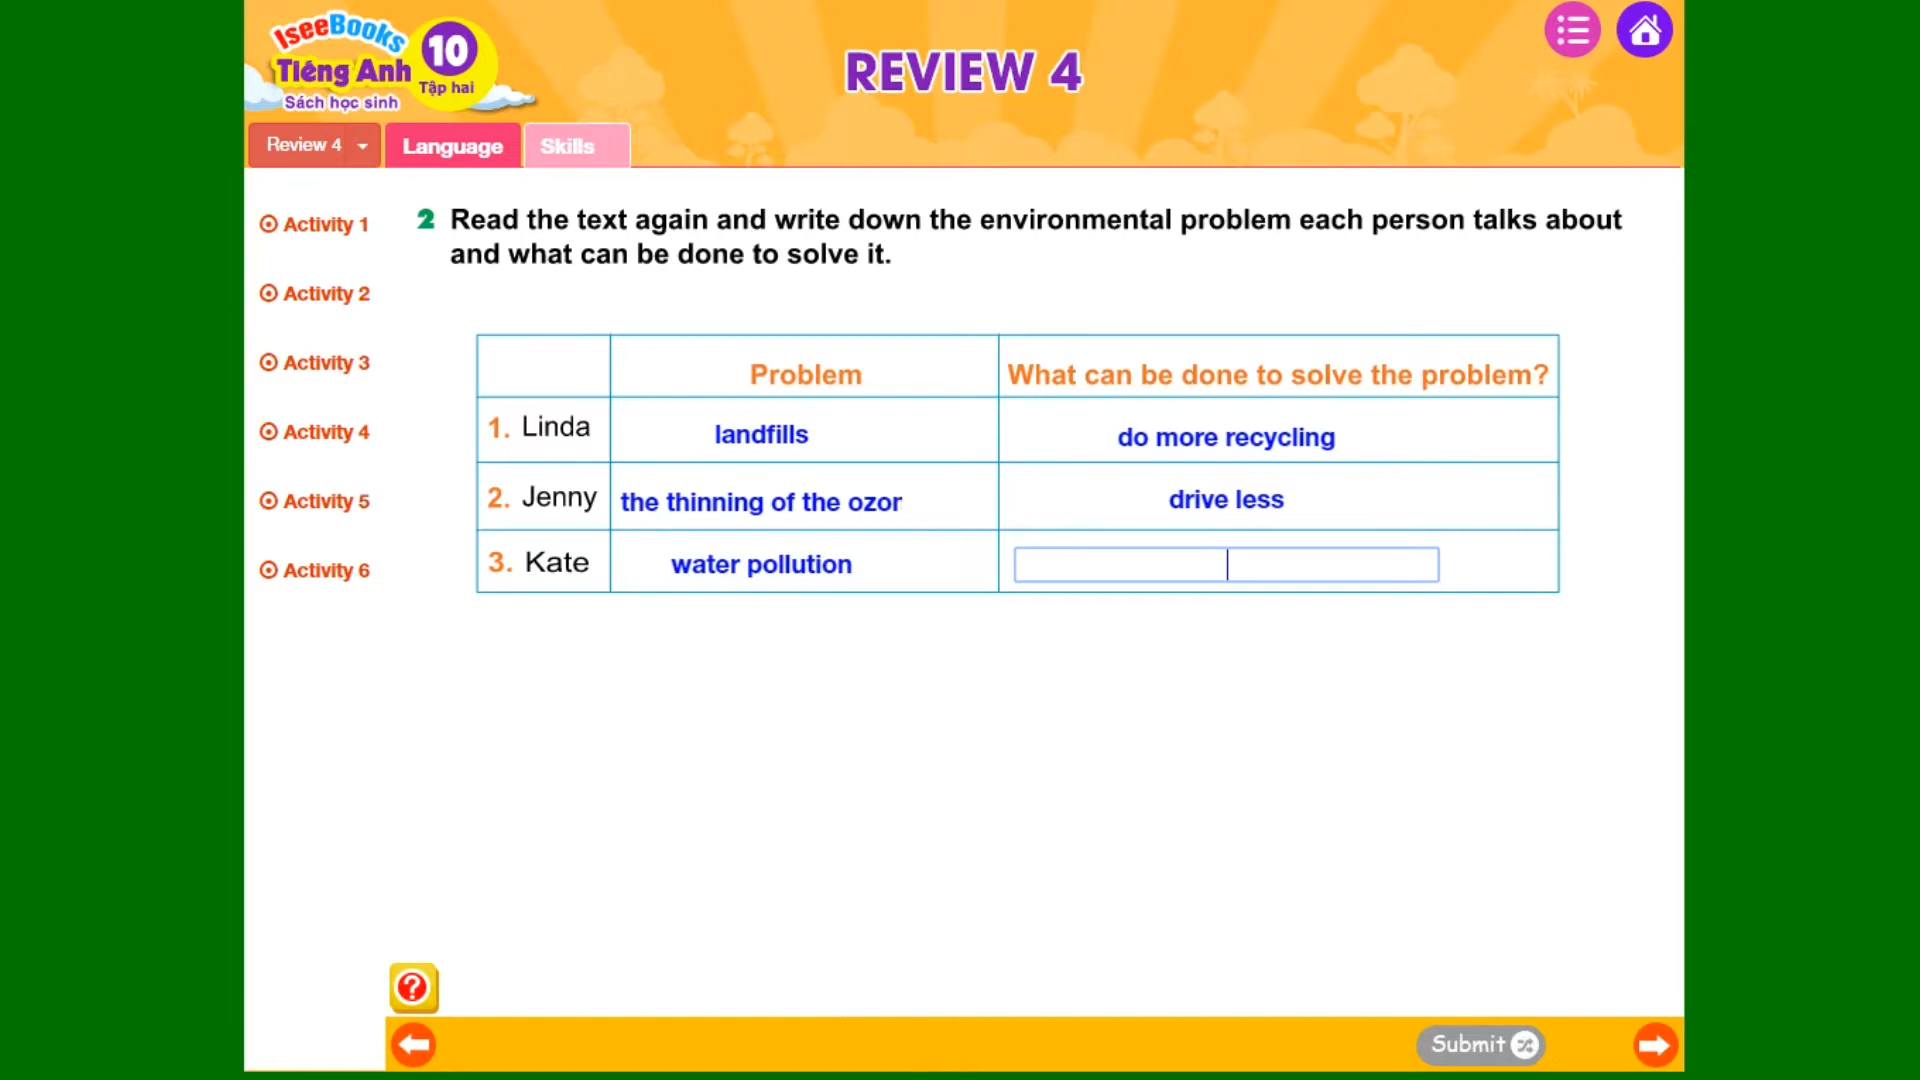 IseeBooks
Tiếng Anh
10
Tập hai
Sách học sinh
REVIEW 4
Review 4
Language
Skills
Activity 1
Activity 2
Activity 3
Activity 4
Activity 5
Activity 6
2 Read the text again and write down the environmental problem each person talks about
and what can be done to solve it.
Problem
What can be done to solve the problem?
1. Linda
landfills
do more recycling
2. Jenny
the thinning of the ozor
drive less
3. Kate
water pollution
?
Submit